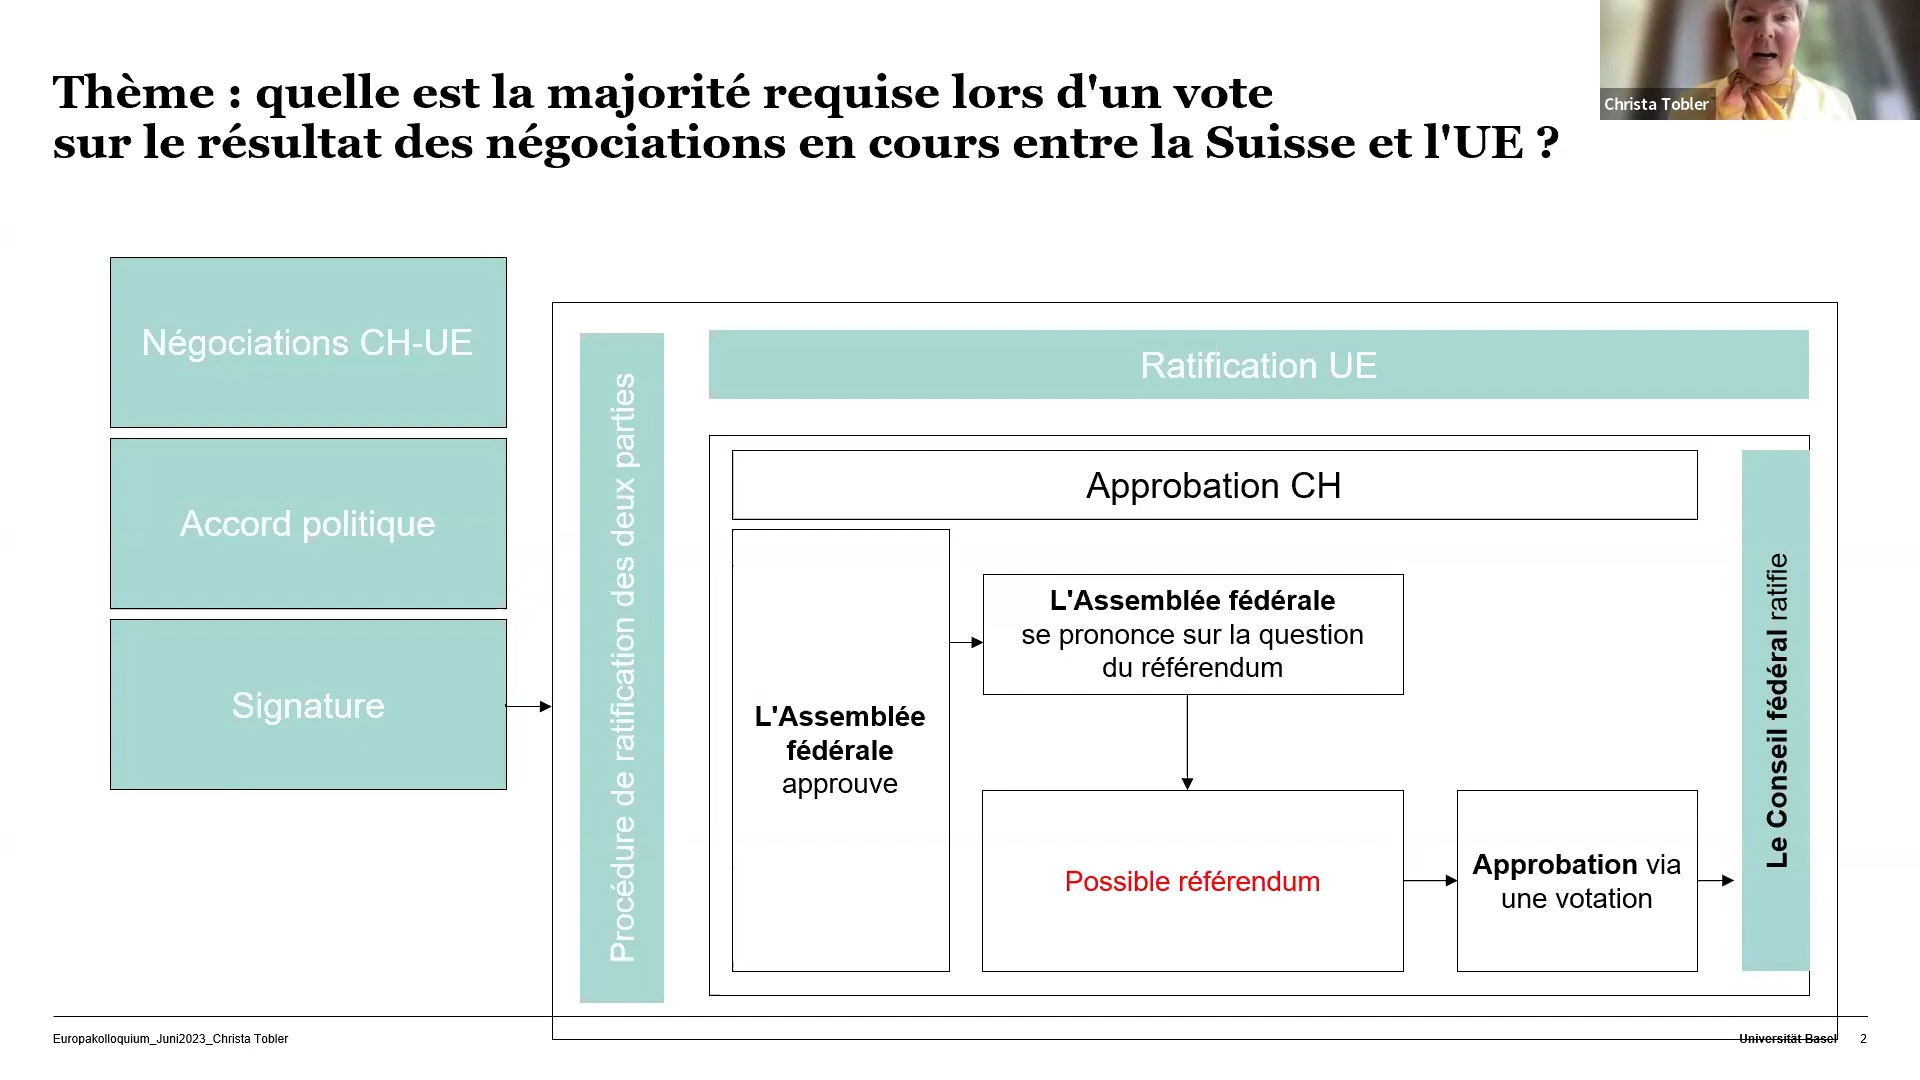 Thème : quelle est la majorité requise lors d'un vote
sur le résultat des négociations en cours entre la Suisse et l'UE ?
Christa Tobler
Négociations CH-UE
Accord politique
Signature
Procédure de ratification des deux parties
Ratification UE
Approbation CH
L'Assemblée
fédérale
approuve
L'Assemblée fédérale
se prononce sur la question
du référendum
Possible référendum
Approbation via
une votation
Le Conseil fédéral ratifie
Europakolloquium_Juni2023_Christa Tobler
Universität Basel
2